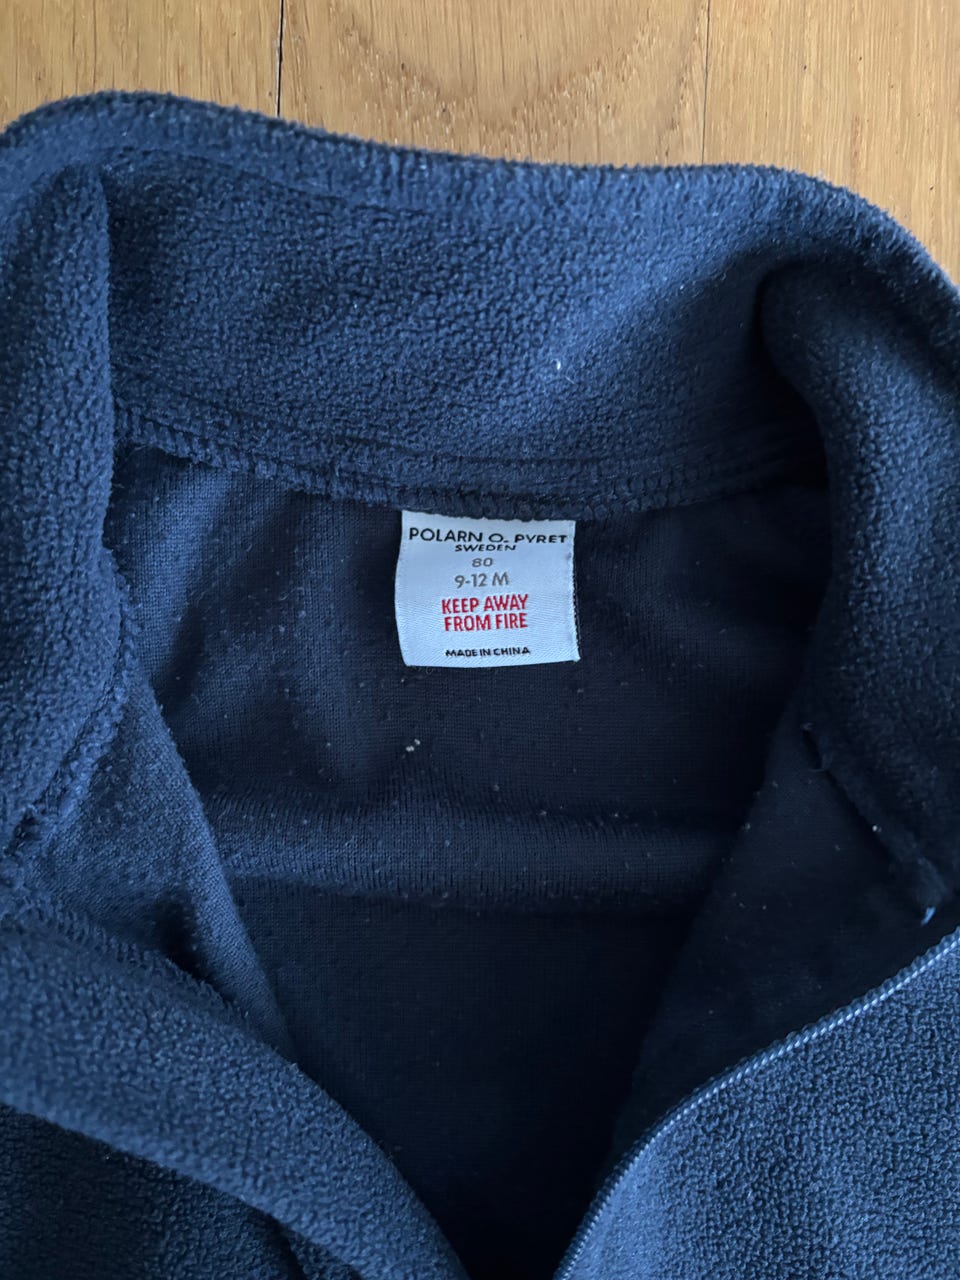 POLARN O. PYRET
SWEDEN
80
9-12 M
KEEP AWAY
FROM FIRE
MADE IN CHINA